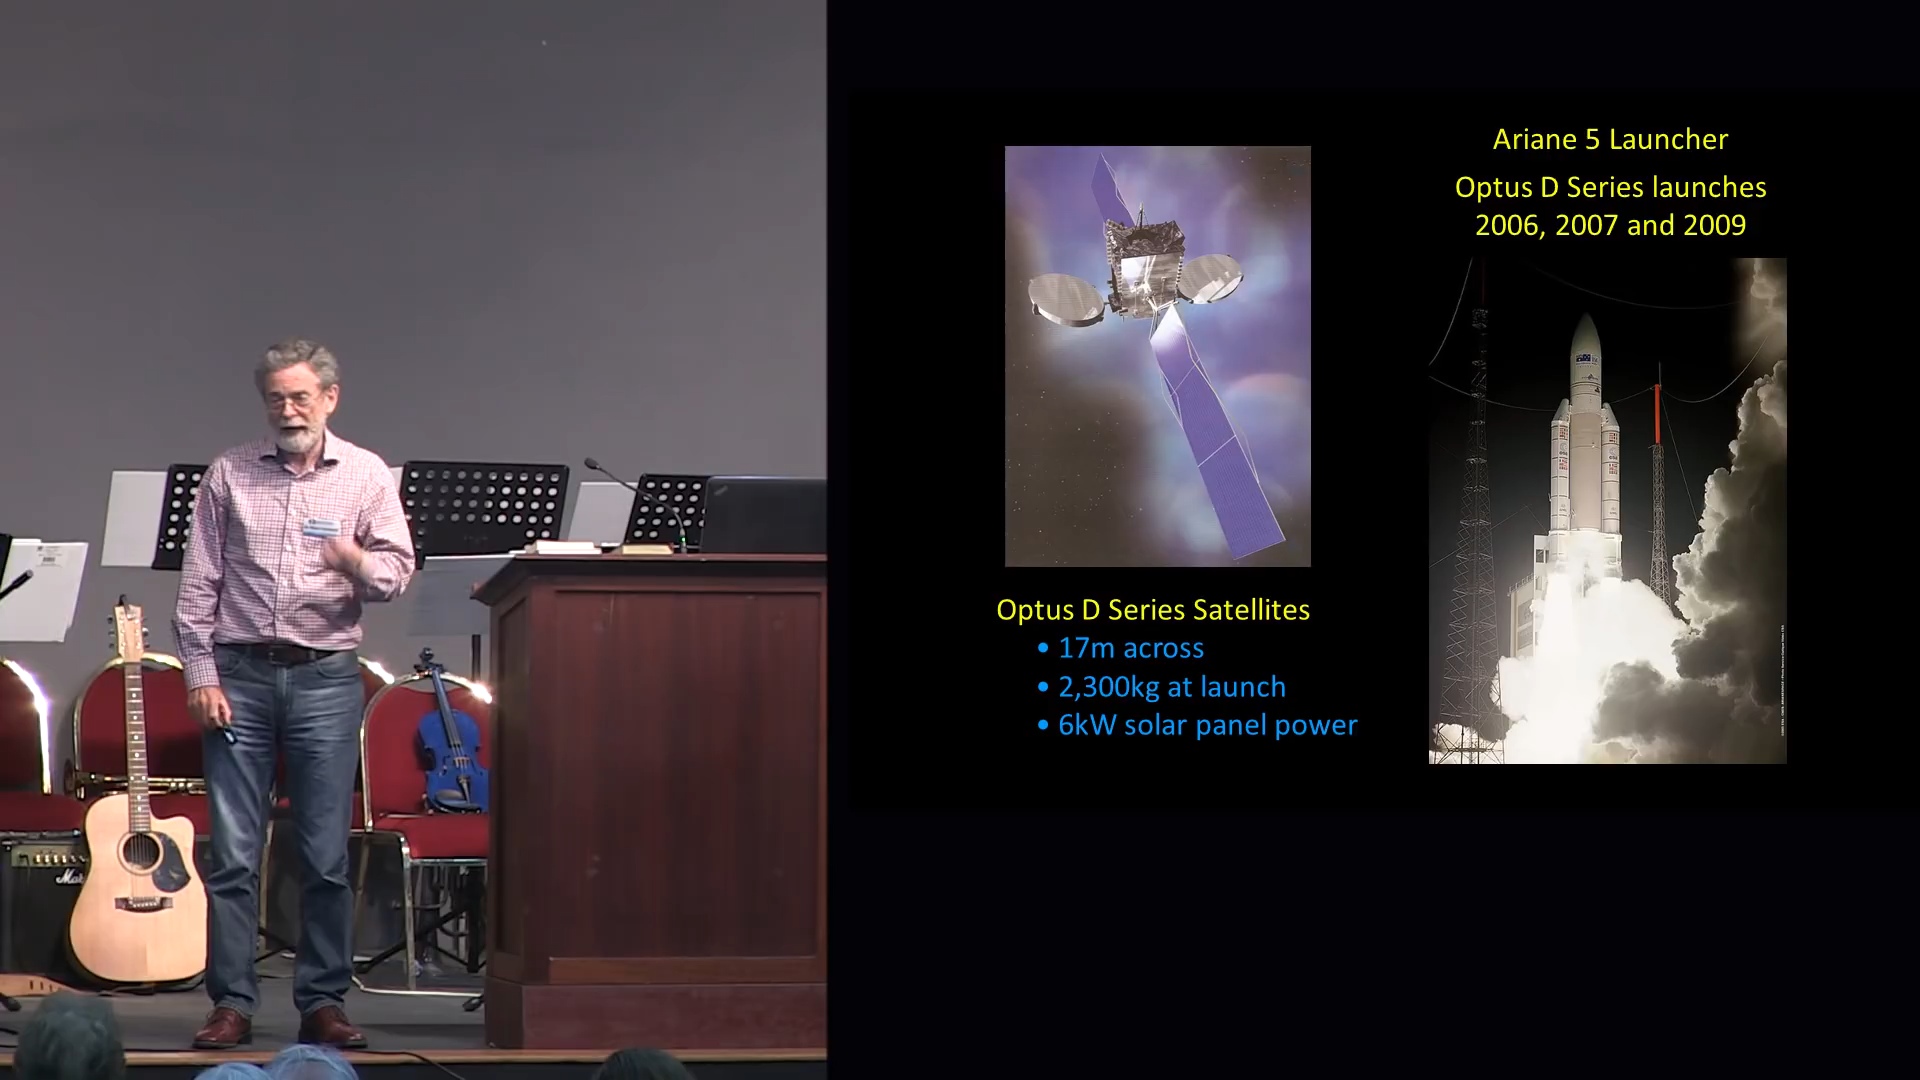 Ariane 5 Launcher
Optus D Series launches
2006, 2007 and 2009
Optus D Series Satellites
• 17m across
• 2,300kg at launch
• 6kW solar panel power